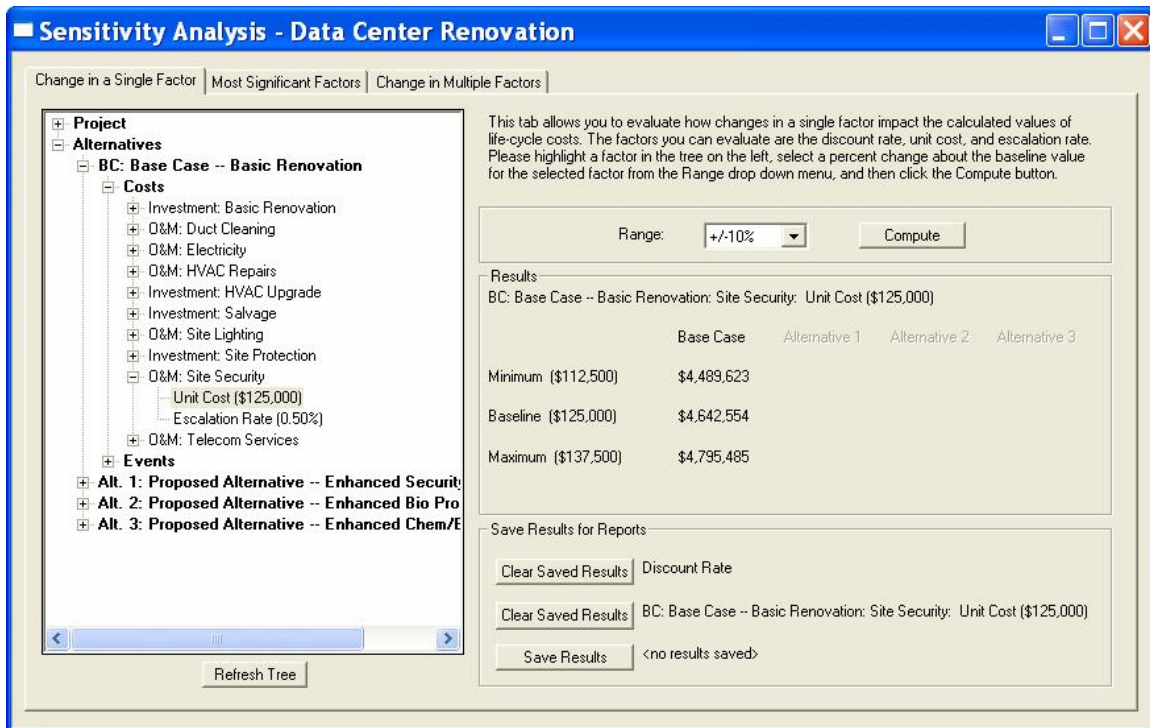 Sensitivity Analysis - Data Center Renovation
Change in a Single Factor
Most Significant Factors
Change in Multiple Factors
Project
Alternatives
BC: Base Case -- Basic Renovation
Costs
Investment: Basic Renovation
O&M: Duct Cleaning
O&M: Electricity
O&M: HVAC Repairs
Investment: HVAC Upgrade
Investment: Salvage
O&M: Site Lighting
Investment: Site Protection
O&M: Site Security
Unit Cost ($125,000)
Escalation Rate (0.50%)
O&M: Telecom Services
Events
Alt. 1: Proposed Alternative -- Enhanced Securit
Alt. 2: Proposed Alternative -- Enhanced Bio Pro
Alt. 3: Proposed Alternative -- Enhanced Chem/E
Refresh Tree
This tab allows you to evaluate how changes in a single factor impact the calculated values of
life-cycle costs. The factors you can evaluate are the discount rate, unit cost, and escalation rate.
Please highlight a factor in the tree on the left, select a percent change about the baseline value
for the selected factor from the Range drop down menu, and then click the Compute button.
Range: +/-10% Compute
Results
BC: Base Case -- Basic Renovation: Site Security: Unit Cost ($125,000)
Base Case Alternative 1 Alternative 2 Alternative 3
Minimum ($112,500) $4,489,623
Baseline ($125,000) $4,642,554
Maximum ($137,500) $4,795,485
Save Results for Reports
Clear Saved Results Discount Rate
Clear Saved Results BC: Base Case -- Basic Renovation: Site Security: Unit Cost ($125,000)
Save Results <no results saved>